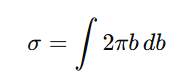 σ = ∫ 2πb db